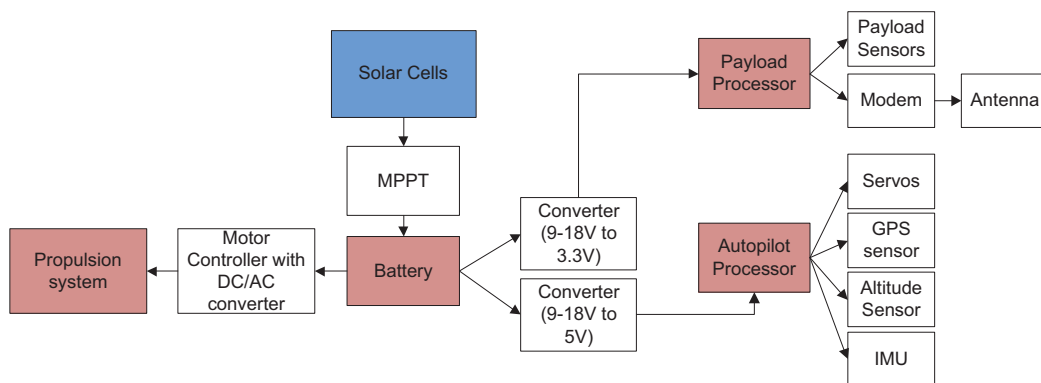 Solar Cells
MPPT
Battery
Motor
Controller with
DC/AC
converter
Propulsion
system
Converter
(9-18V to
3.3V)
Converter
(9-18V to
5V)
Payload
Processor
Payload
Sensors
Modem
Antenna
Autopilot
Processor
Servos
GPS
sensor
Altitude
Sensor
IMU